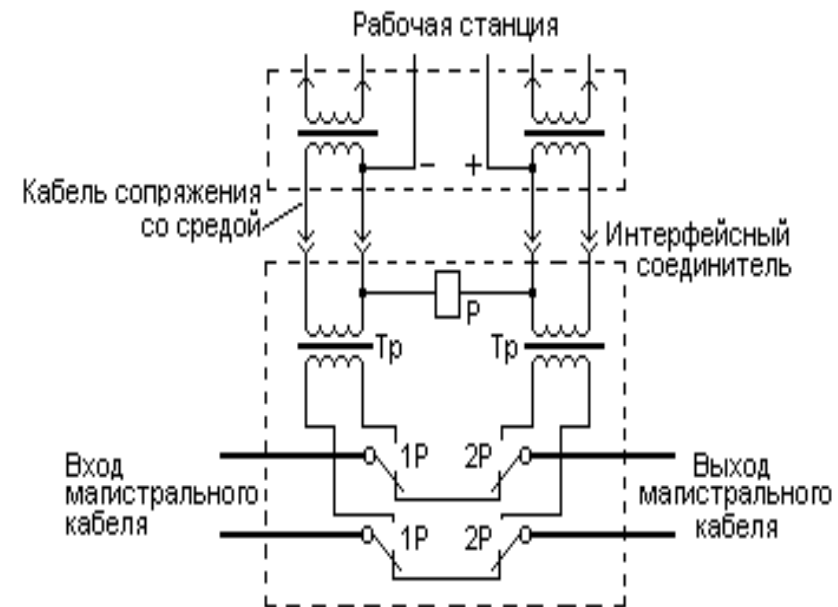 Рабочая станция
− +
Кабель сопряжения
со средой
Интерфейсный
соединитель
Р
Тр Тр
1Р 2Р
Вход
магистрального
кабеля
Выход
магистрального
кабеля
1Р 2Р